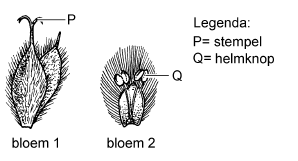 P
Legenda:
P= stempel
Q= helmknop
Q
bloem 1
bloem 2